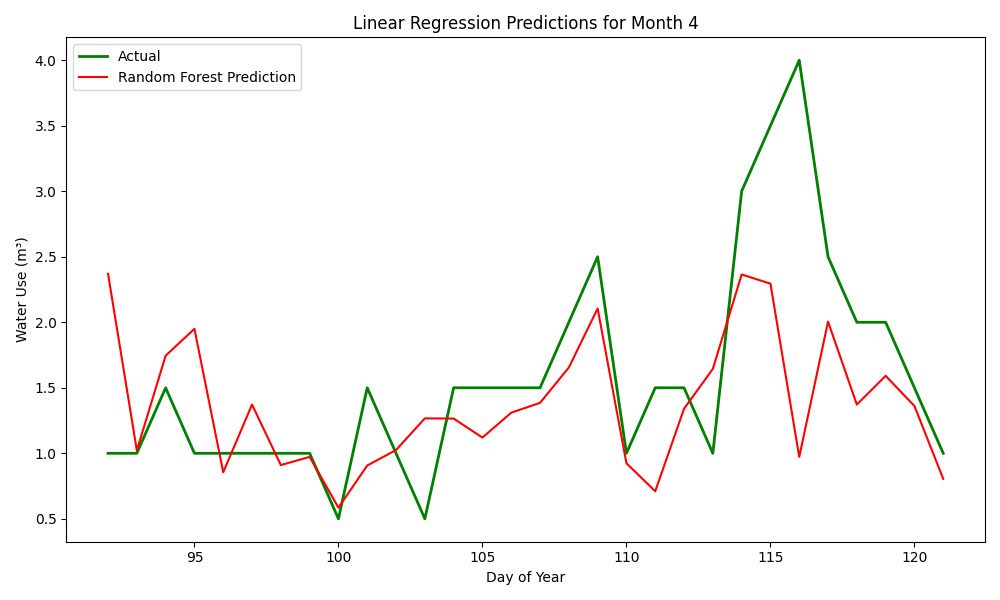 Linear Regression Predictions for Month 4
Actual
Random Forest Prediction
Water Use (m³)
4.0
3.5
3.0
2.5
2.0
1.5
1.0
0.5
95 100 105 110 115 120
Day of Year